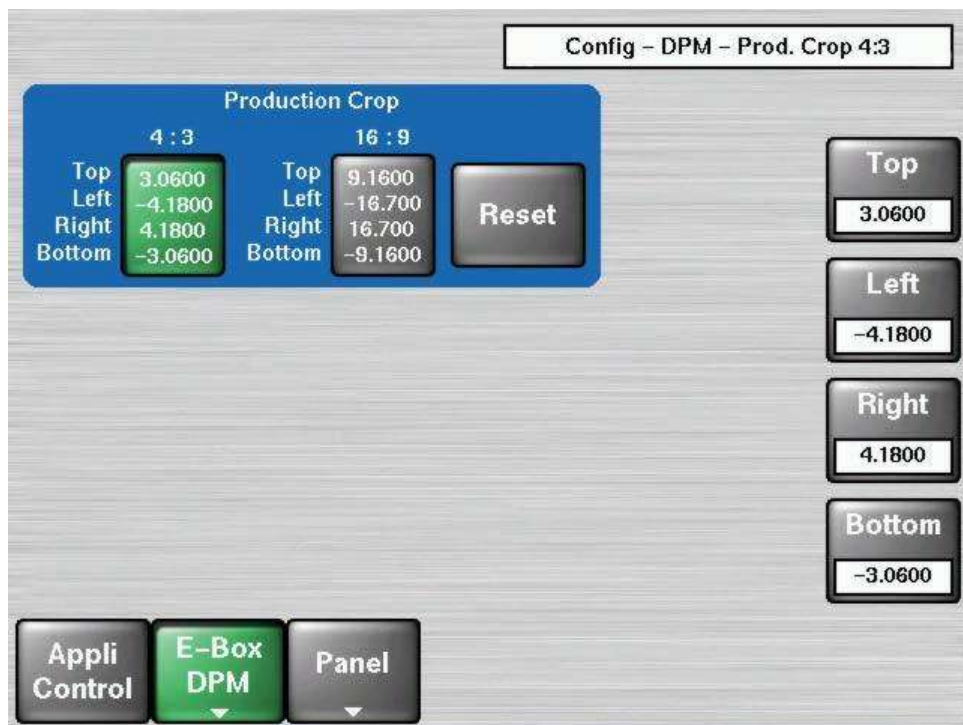 Config – DPM – Prod. Crop 4:3
Production Crop
4 : 3 16 : 9
Top 3.0600 Top 9.1600
Left –4.1800 Left –16.700
Right 4.1800 Right 16.700
Bottom –3.0600 Bottom –9.1600
Reset
Top
3.0600
Left
–4.1800
Right
4.1800
Bottom
–3.0600
Appli Control
E–Box DPM
Panel